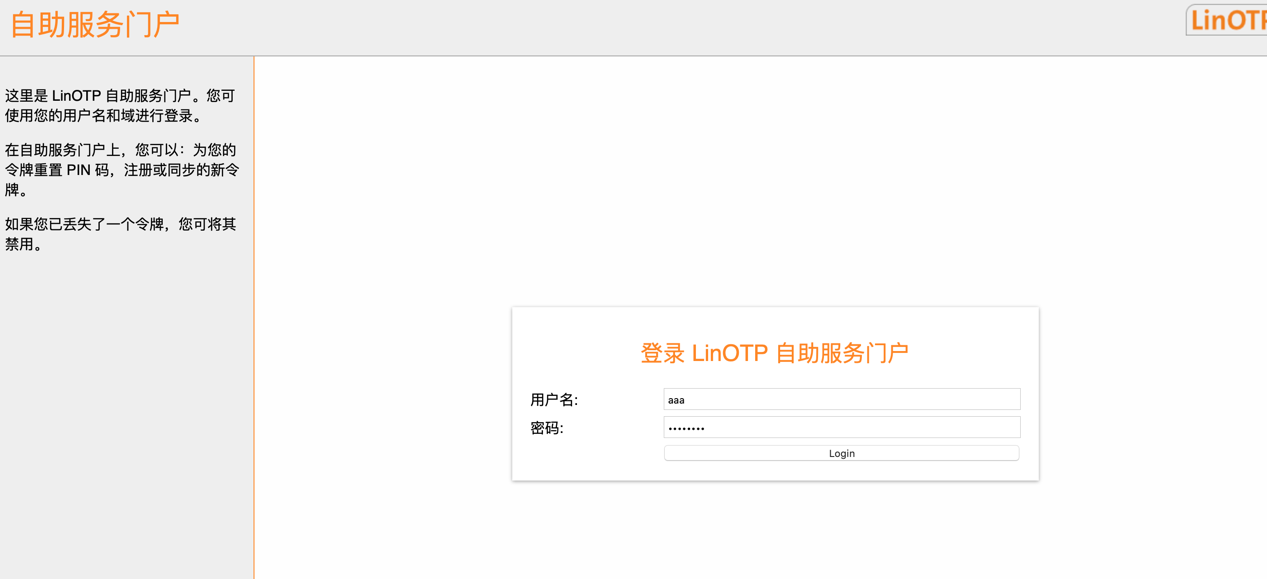 自助服务门户
LinOTP
这里是 LinOTP 自助服务门户。您可
使用您的用户名和域进行登录。
在自助服务门户上，您可以：为您的
令牌重置 PIN 码，注册或同步的新令
牌。
如果您已丢失了一个令牌，您可将其
禁用。
登录 LinOTP 自助服务门户
用户名: aaa
密码: ••••••••
Login